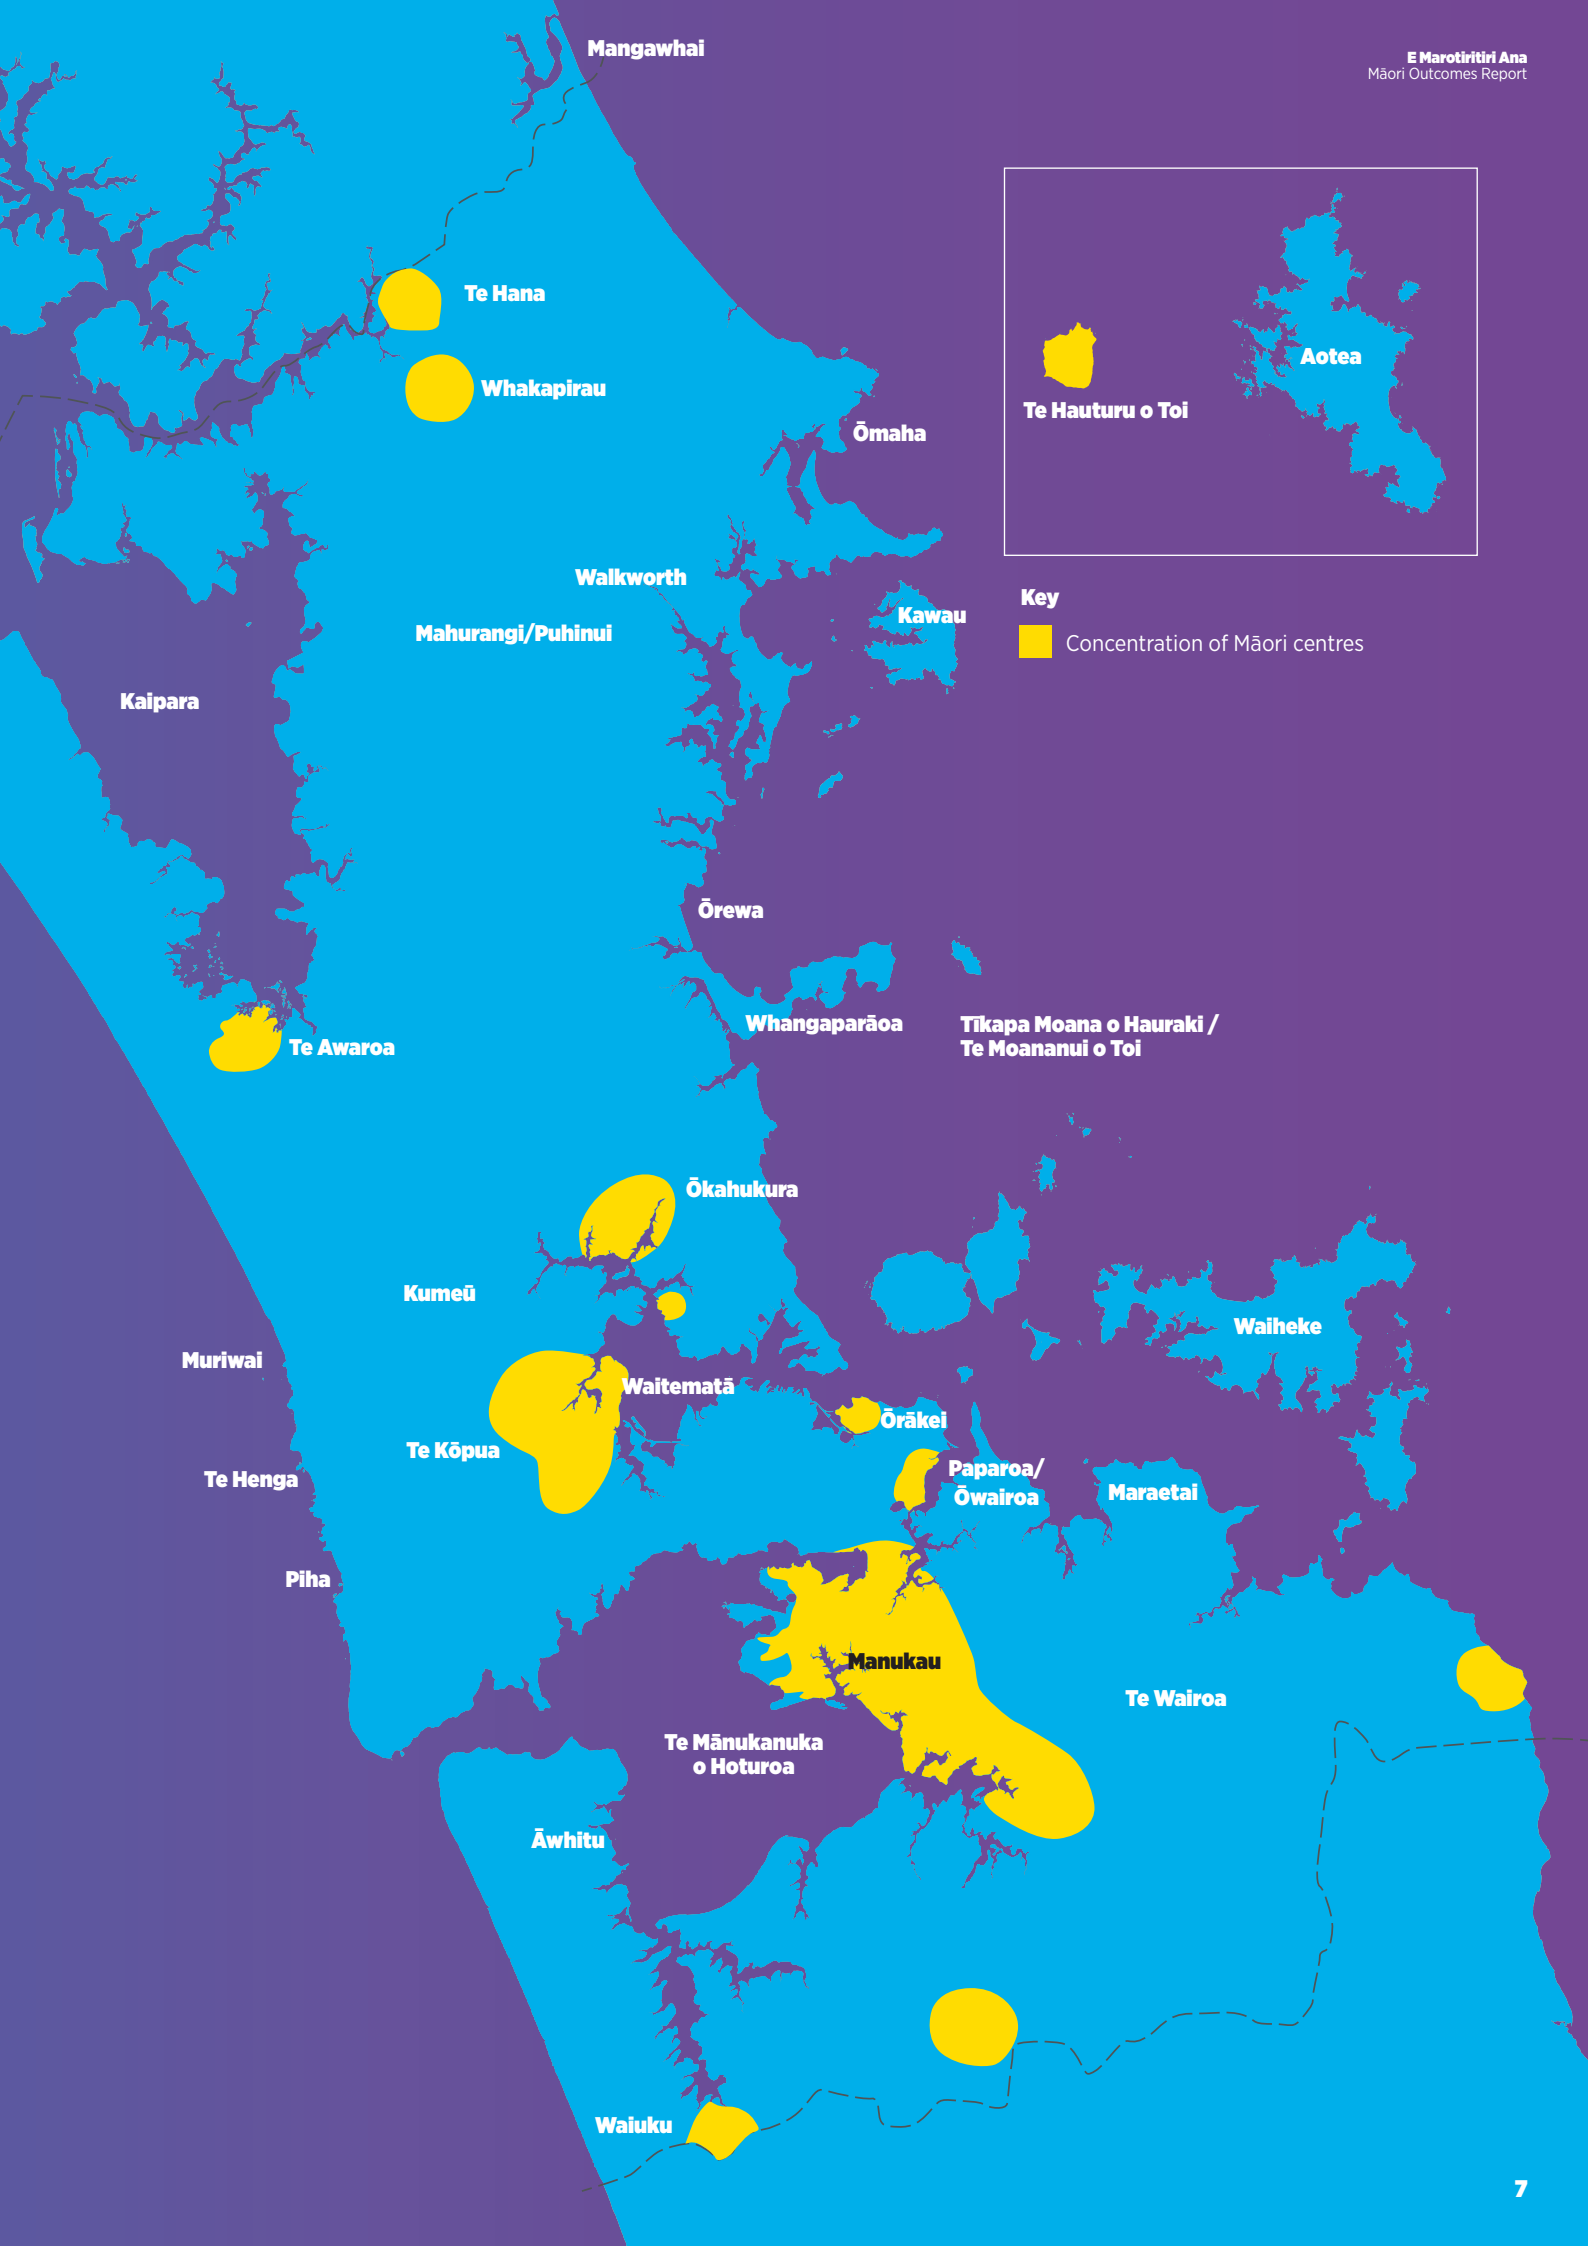 E Marotiritiri Ana
Māori Outcomes Report
Mangawhai
Te Hana
Whakapirau
Ōmaha
Aotea
Te Hauturu o Toi
Walkworth
Mahurangi/Puhinui
Kawau
Key
Concentration of Māori centres
Kaipara
Ōrewa
Whangaparāoa
Tīkapa Moana o Hauraki /
Te Moananui o Toi
Te Awaroa
Ōkahukura
Kumeū
Waiheke
Muriwai
Waitematā
Ōrākei
Te Kōpua
Te Henga
Paparoa/
Ōwairoa
Maraetai
Piha
Manukau
Te Wairoa
Te Mānukanuka
o Hoturoa
Āwhitu
Waiuku
7